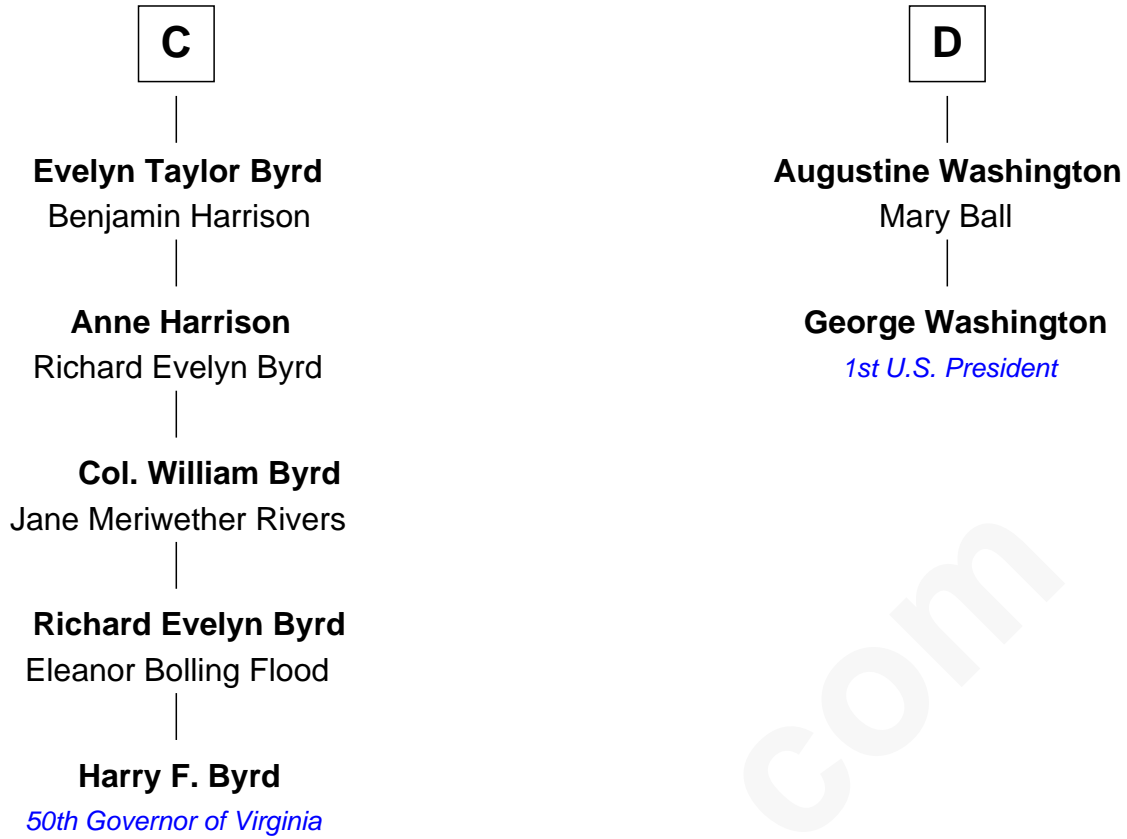 C
Evelyn Taylor Byrd
Benjamin Harrison
Anne Harrison
Richard Evelyn Byrd
Col. William Byrd
Jane Meriwether Rivers
Richard Evelyn Byrd
Eleanor Bolling Flood
Harry F. Byrd
50th Governor of Virginia
D
Augustine Washington
Mary Ball
George Washington
1st U.S. President
com